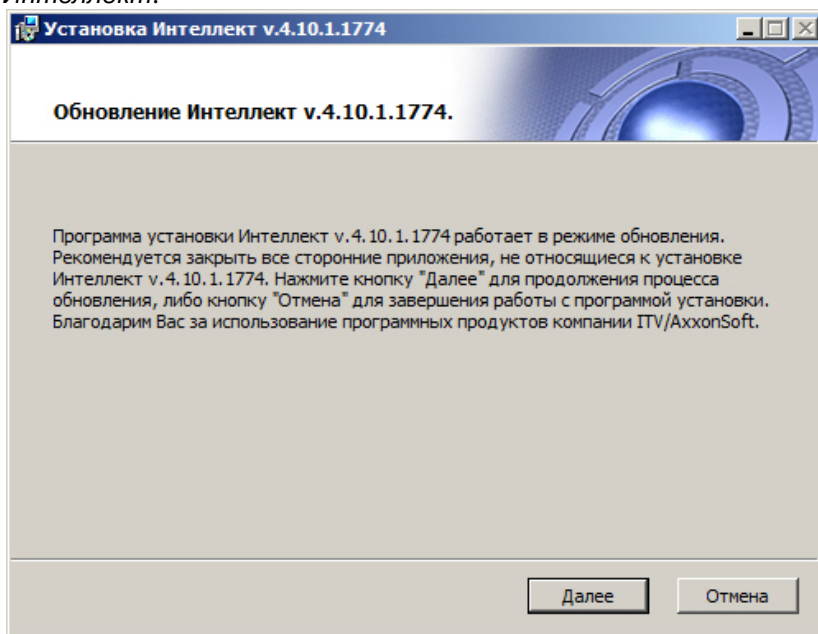 Интеллект.
Установка Интеллект v.4.10.1.1774
Обновление Интеллект v.4.10.1.1774.
Программа установки Интеллект v.4.10.1.1774 работает в режиме обновления.
Рекомендуется закрыть все сторонние приложения, не относящиеся к установке
Интеллект v.4.10.1.1774. Нажмите кнопку "Далее" для продолжения процесса
обновления, либо кнопку "Отмена" для завершения работы с программой установки.
Благодарим Вас за использование программных продуктов компании ITV/AxxonSoft.
Далее
Отмена